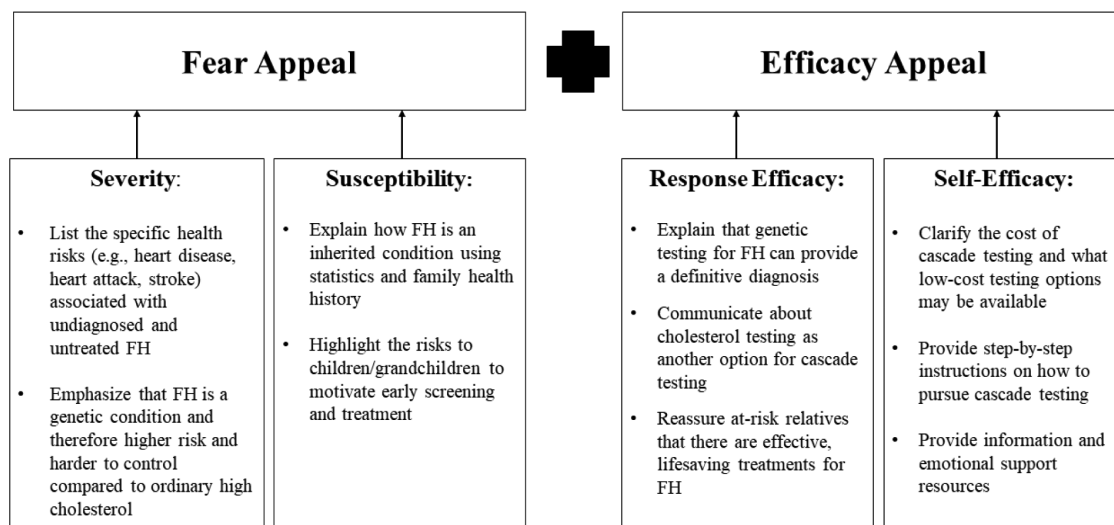 Fear Appeal
Efficacy Appeal
Severity:
• List the specific health
risks (e.g., heart disease,
heart attack, stroke)
associated with
undiagnosed and
untreated FH
• Emphasize that FH is a
genetic condition and
therefore higher risk and
harder to control
compared to ordinary high
cholesterol
Susceptibility:
• Explain how FH is an
inherited condition using
statistics and family health
history
• Highlight the risks to
children/grandchildren to
motivate early screening
and treatment
Response Efficacy:
• Explain that genetic
testing for FH can provide
a definitive diagnosis
• Communicate about
cholesterol testing as
another option for cascade
testing
• Reassure at-risk relatives
that there are effective,
lifesaving treatments for
FH
Self-Efficacy:
• Clarify the cost of
cascade testing and what
low-cost testing options
may be available
• Provide step-by-step
instructions on how to
pursue cascade testing
• Provide information and
emotional support
resources